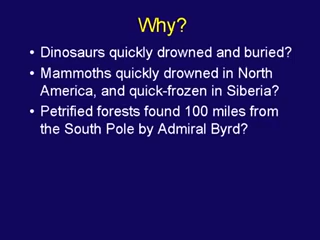 Why?
• Dinosaurs quickly drowned and buried?
• Mammoths quickly drowned in North
America, and quick-frozen in Siberia?
• Petrified forests found 100 miles from
the South Pole by Admiral Byrd?